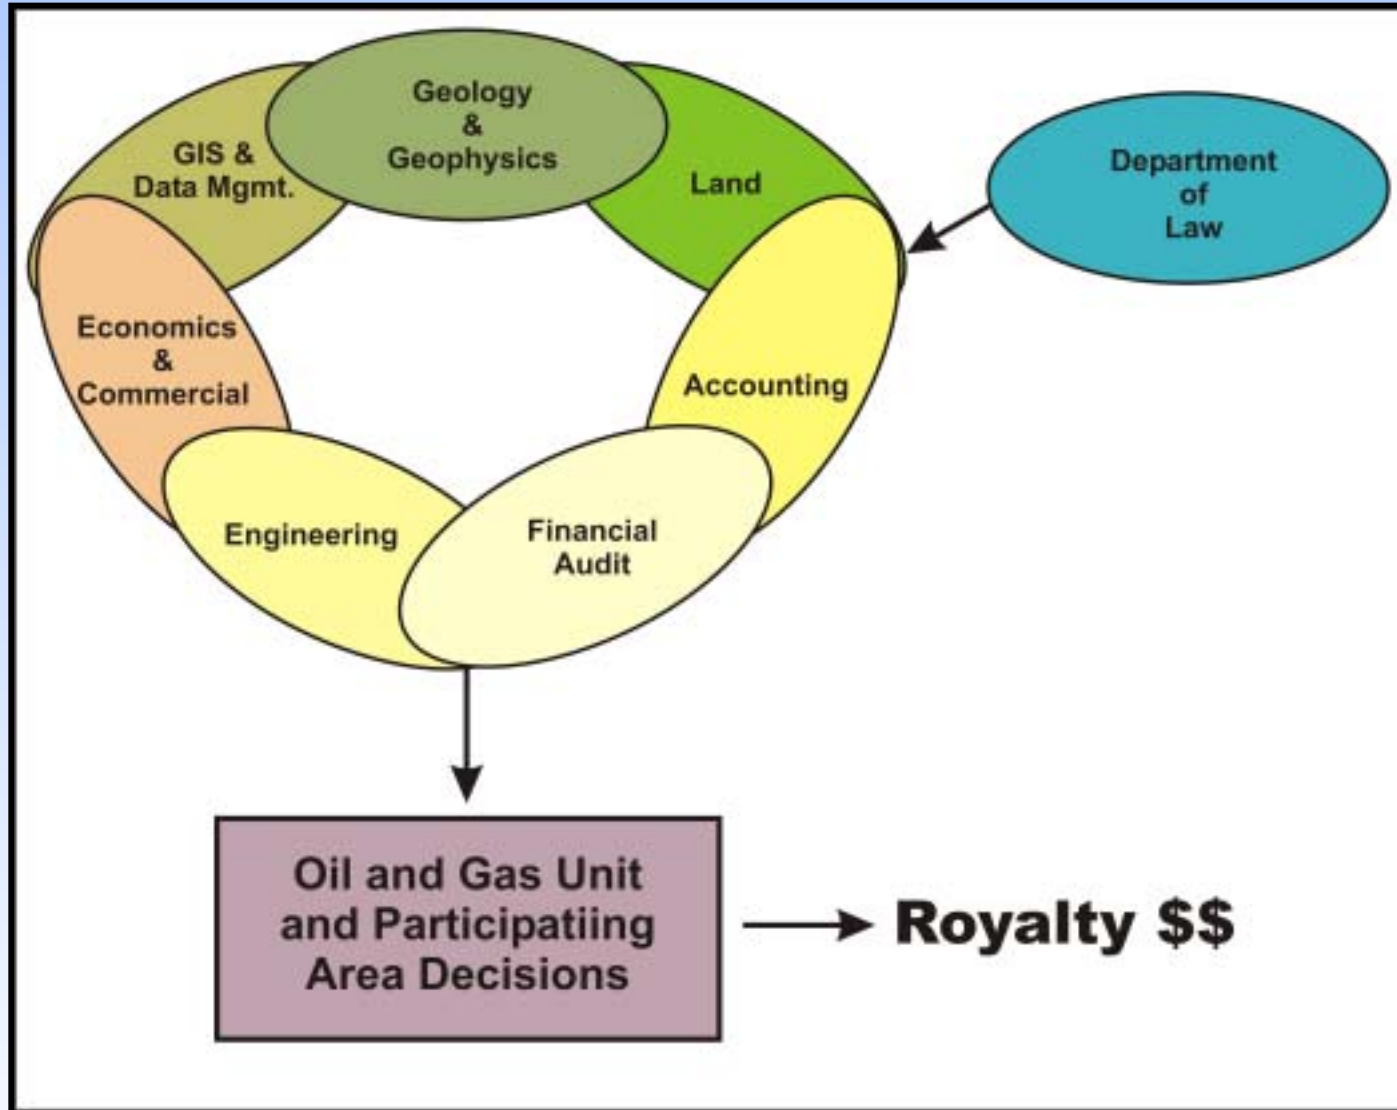 Geology
&
Geophysics
GIS &
Data Mgmt.
Land
Department
of
Law
Economics
&
Commercial
Accounting
Engineering
Financial
Audit
Oil and Gas Unit
and Participatiing
Area Decisions
Royalty $$